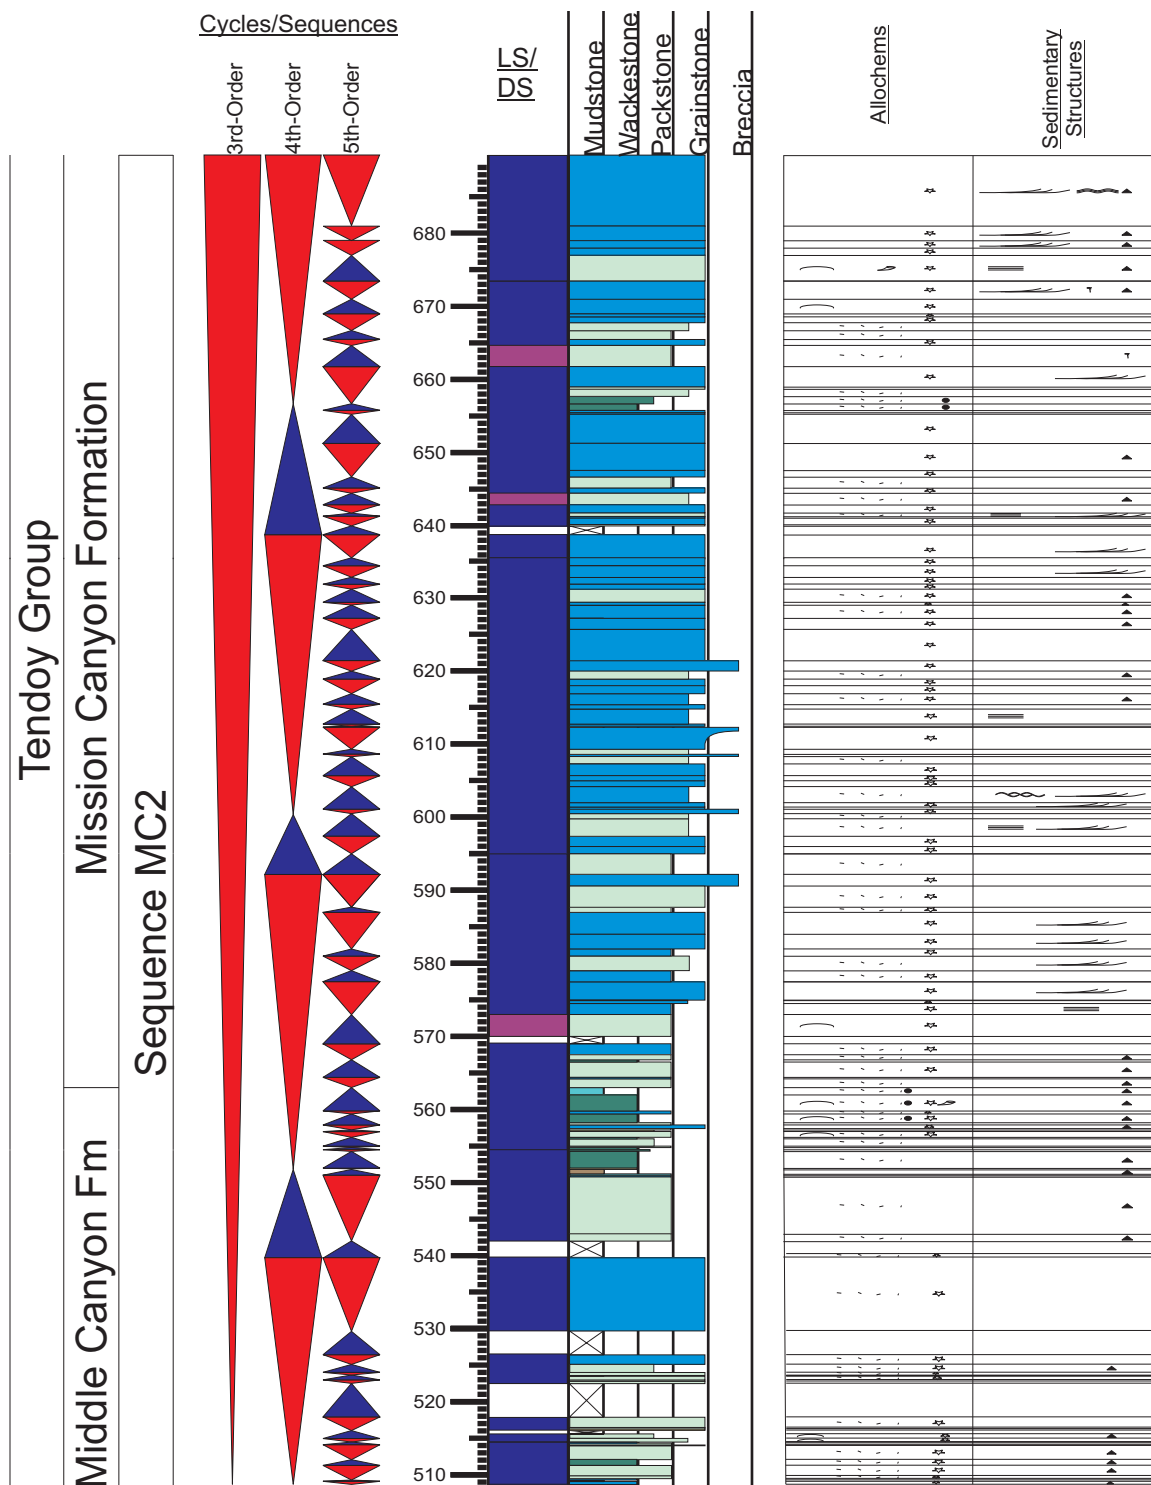 Cycles/Sequences
3rd-Order
4th-Order
5th-Order
LS/
DS
Mudstone
Wackestone
Packstone
Grainstone
Breccia
Allochems
Sedimentary
Structures
Tendoy Group
Mission Canyon Formation
Middle Canyon Fm
Sequence MC2
680
670
660
650
640
630
620
610
600
590
580
570
560
550
540
530
520
510